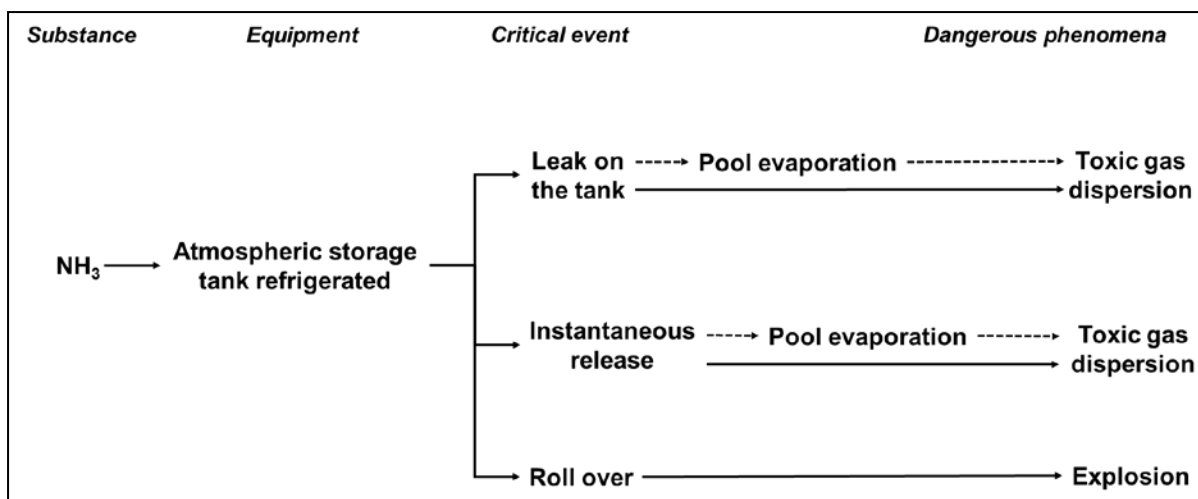 Substance Equipment Critical event Dangerous phenomena
Leak on the tank
Pool evaporation
Toxic gas dispersion
NH₃
Atmospheric storage tank refrigerated
Instantaneous release
Pool evaporation
Toxic gas dispersion
Roll over
Explosion